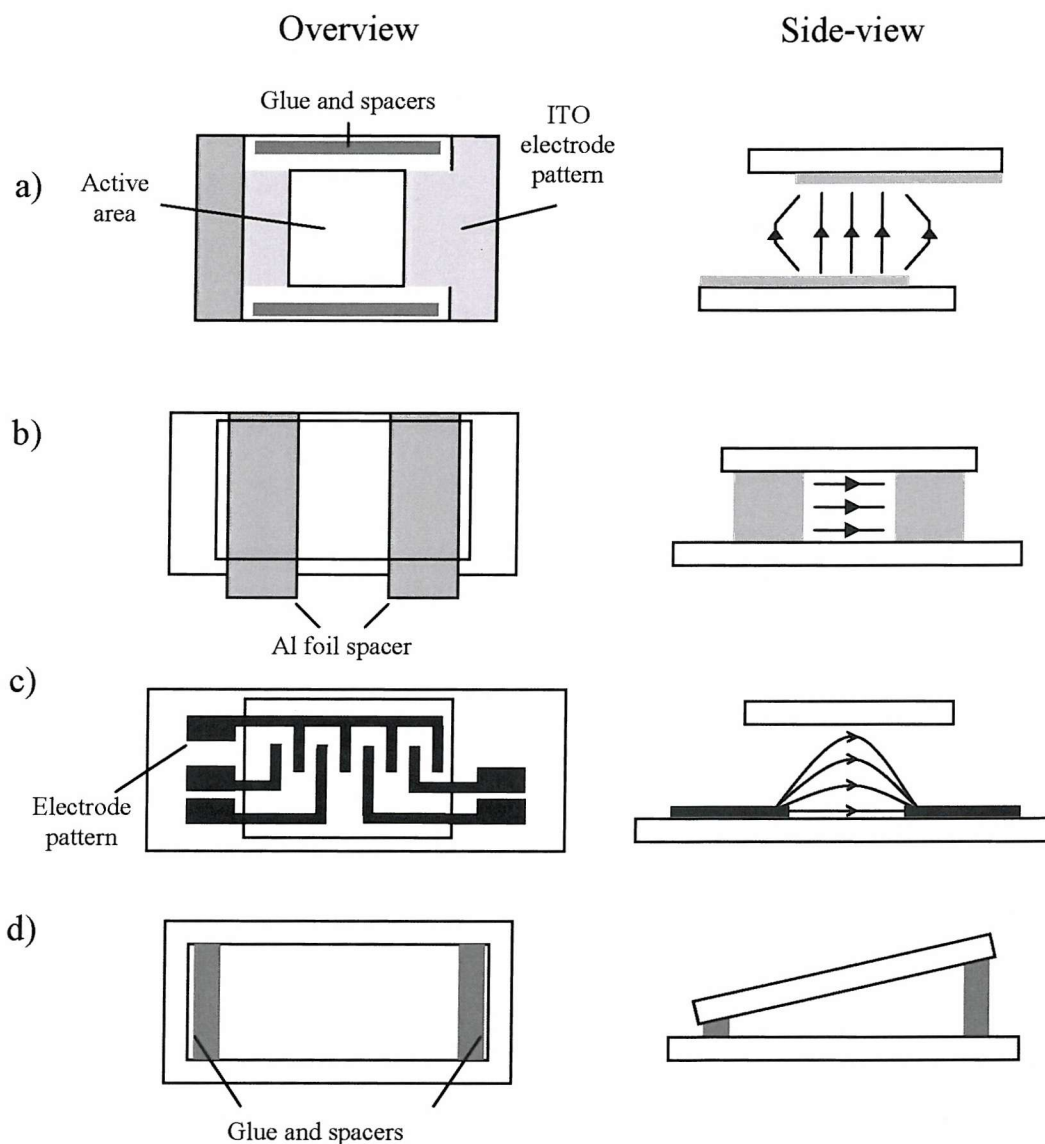 Overview
Side-view
Glue and spacers
ITO
electrode
pattern
a)
Active
area
b)
Al foil spacer
c)
Electrode
pattern
d)
Glue and spacers